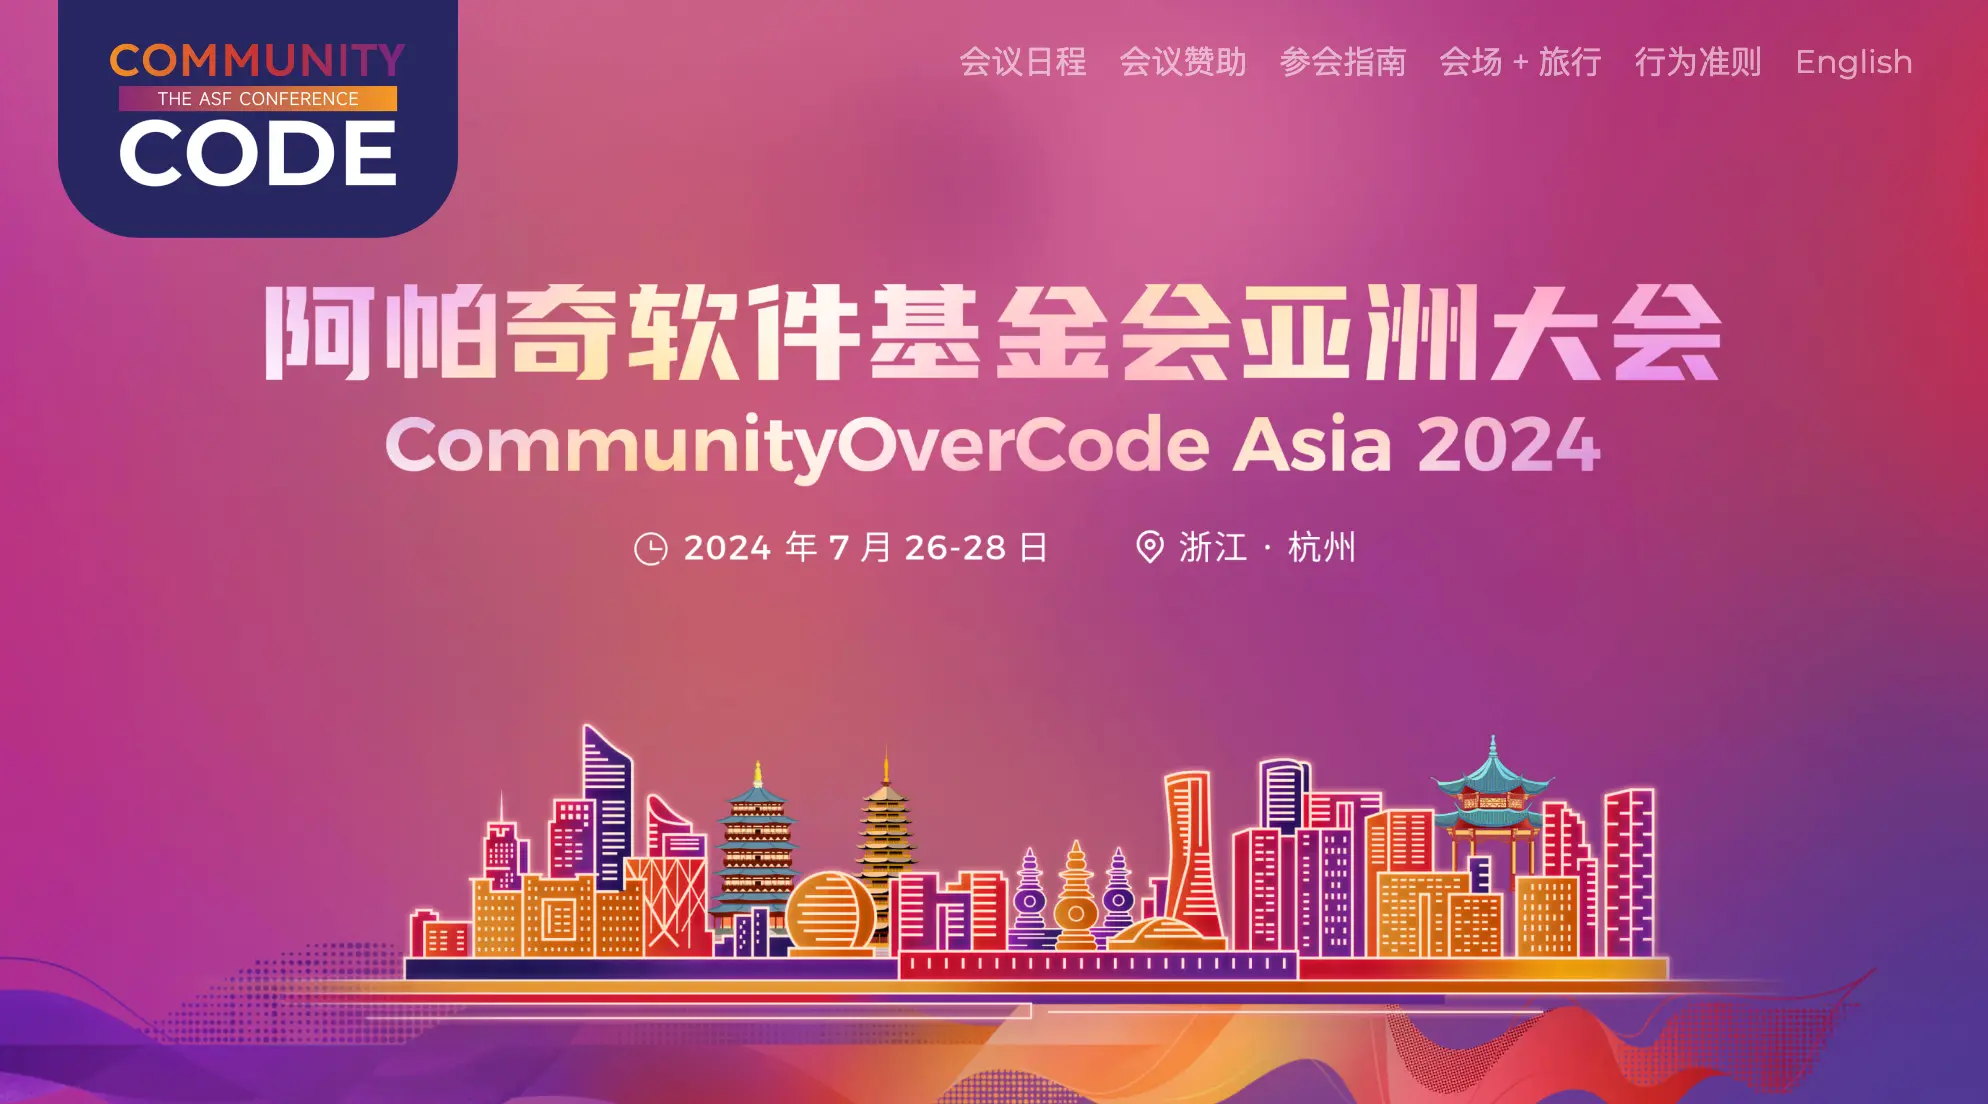 COMMUNITY
THE ASF CONFERENCE
CODE
会议日程 会议赞助 参会指南 会场 + 旅行 行为准则 English
阿帕奇软件基金会亚洲大会
CommunityOverCode Asia 2024
2024 年 7 月 26-28 日 浙江 · 杭州